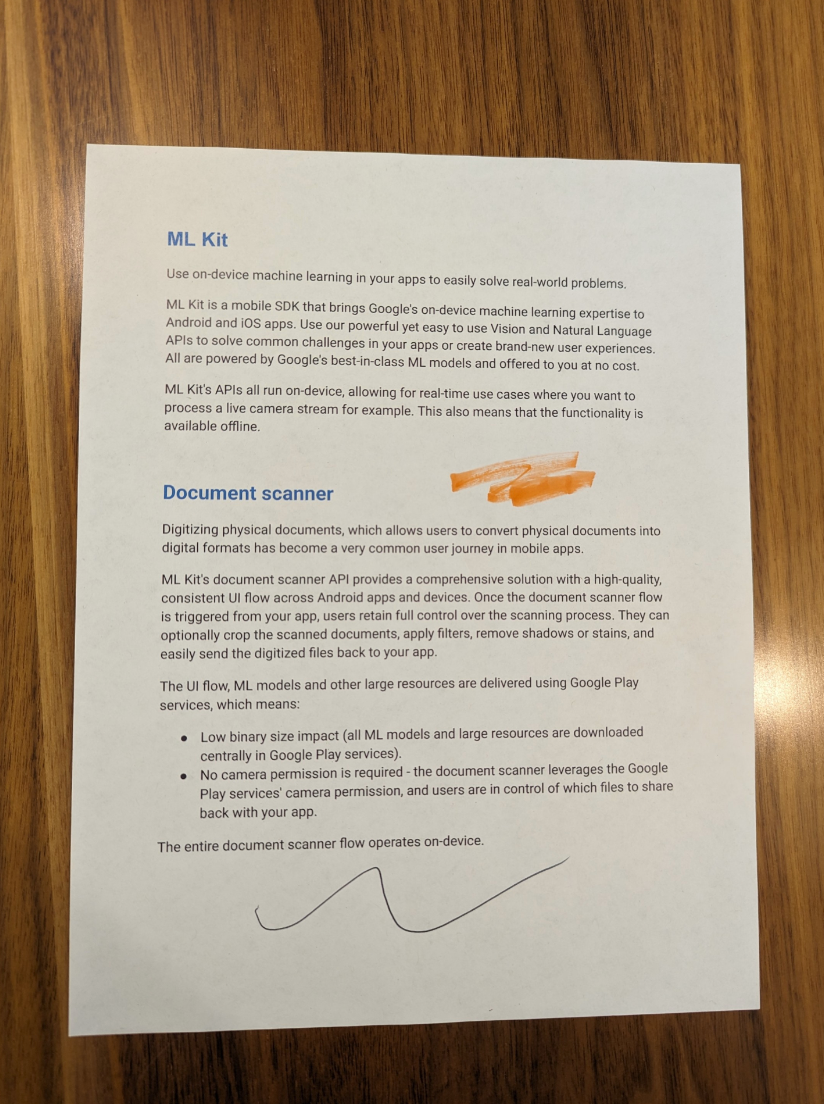 ML Kit
Use on-device machine learning in your apps to easily solve real-world problems.
ML Kit is a mobile SDK that brings Google's on-device machine learning expertise to
Android and iOS apps. Use our powerful yet easy to use Vision and Natural Language
APIs to solve common challenges in your apps or create brand-new user experiences.
All are powered by Google's best-in-class ML models and offered to you at no cost.
ML Kit's APIs all run on-device, allowing for real-time use cases where you want to
process a live camera stream for example. This also means that the functionality is
available offline.
Document scanner
Digitizing physical documents, which allows users to convert physical documents into
digital formats has become a very common user journey in mobile apps.
ML Kit's document scanner API provides a comprehensive solution with a high-quality,
consistent UI flow across Android apps and devices. Once the document scanner flow
is triggered from your app, users retain full control over the scanning process. They can
optionally crop the scanned documents, apply filters, remove shadows or stains, and
easily send the digitized files back to your app.
The UI flow, ML models and other large resources are delivered using Google Play
services, which means:
● Low binary size impact (all ML models and large resources are downloaded
centrally in Google Play services).
● No camera permission is required - the document scanner leverages the Google
Play services' camera permission, and users are in control of which files to share
back with your app.
The entire document scanner flow operates on-device.